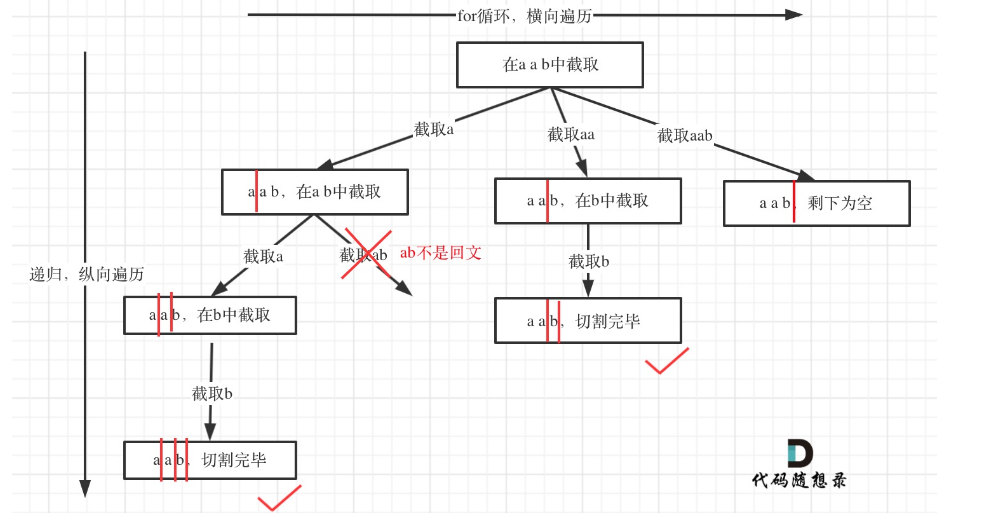 for循环，横向遍历
在a a b中截取
截取a
截取aa
截取aab
a a b，在a b中截取
a a b，在b中截取
a a b，剩下为空
截取a
截取ab
ab不是回文
截取b
递归，纵向遍历
a a b，在b中截取
a a b，切割完毕
截取b
a a b，切割完毕
代码随想录